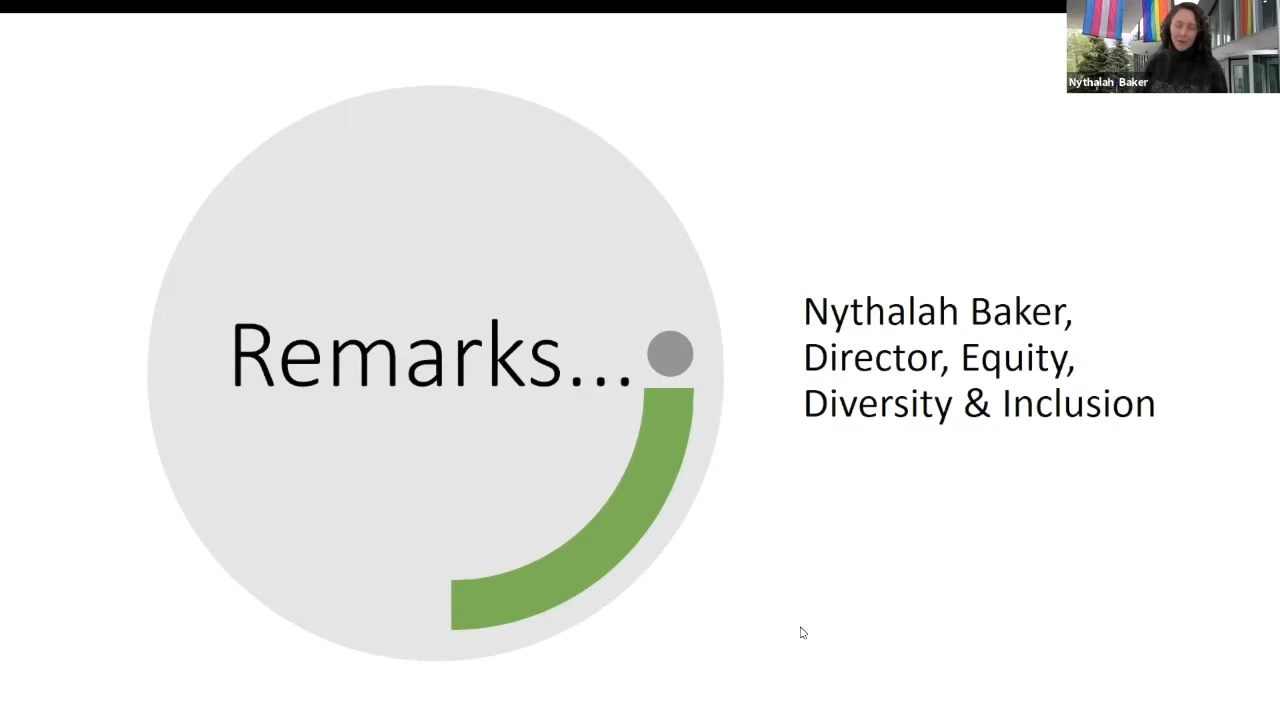 Nythalah Baker
Remarks...
Nythalah Baker,
Director, Equity,
Diversity & Inclusion